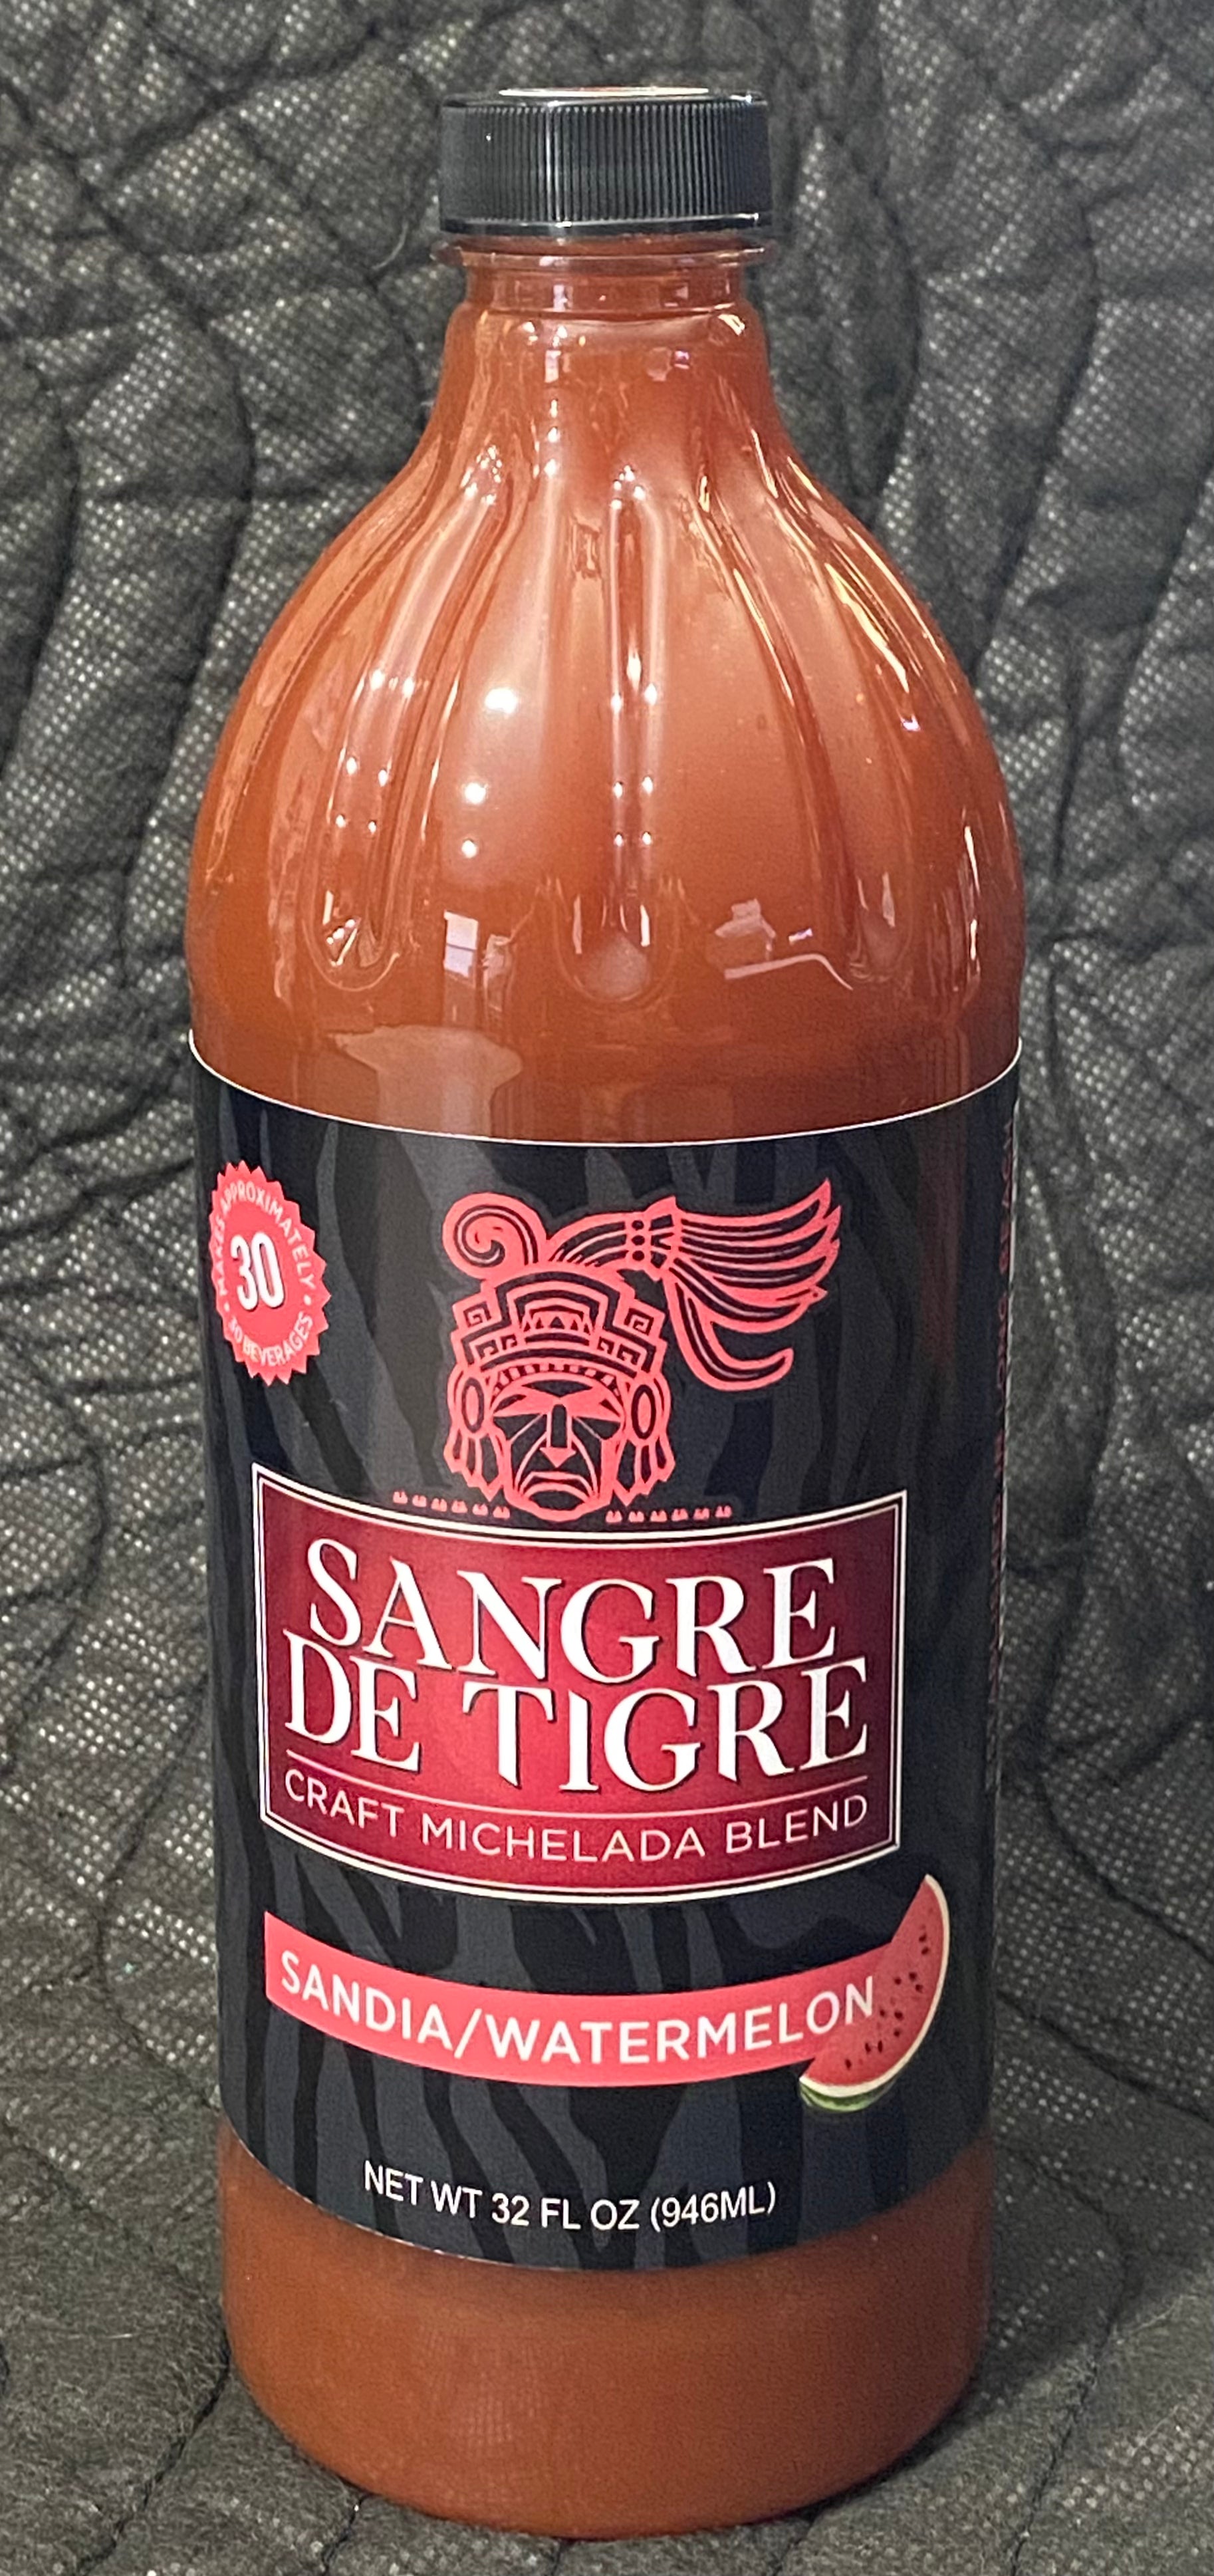 MAKES APPROXIMATELY
30
30 BEVERAGES
SANGRE
DE TIGRE
CRAFT MICHELADA BLEND
SANDIA/WATERMELON
NET WT 32 FL OZ (946ML)